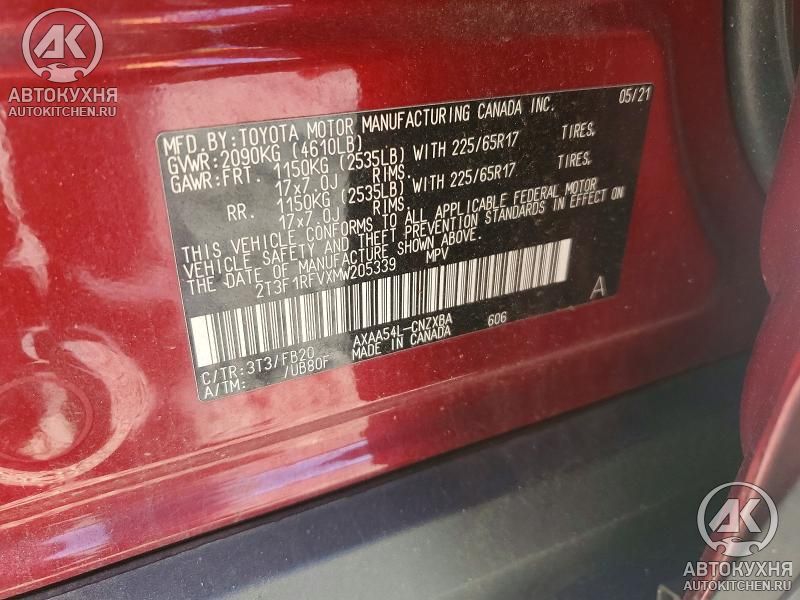 AK
АВТОКУХНЯ
AUTOKITCHEN.RU
MFD.BY:TOYOTA MOTOR MANUFACTURING CANADA INC. 05/21
GVWR:2090KG (4610LB)
GAWR:FRT 1150KG (2535LB) WITH 225/65R17 TIRES.
17x7.0J RIMS.
RR. 1150KG (2535LB) WITH 225/65R17 TIRES.
17x7.0J RIMS.
THIS VEHICLE CONFORMS TO ALL APPLICABLE FEDERAL MOTOR
VEHICLE SAFETY AND THEFT PREVENTION STANDARDS IN EFFECT ON
THE DATE OF MANUFACTURE SHOWN ABOVE.
2T3F1RFVXMW205339 MPV
A
C/TR:3T3/FB20 AXAA54L-CNZXBA 606
A/TM: /UB80F MADE IN CANADA
AK
АВТОКУХНЯ
AUTOKITCHEN.RU